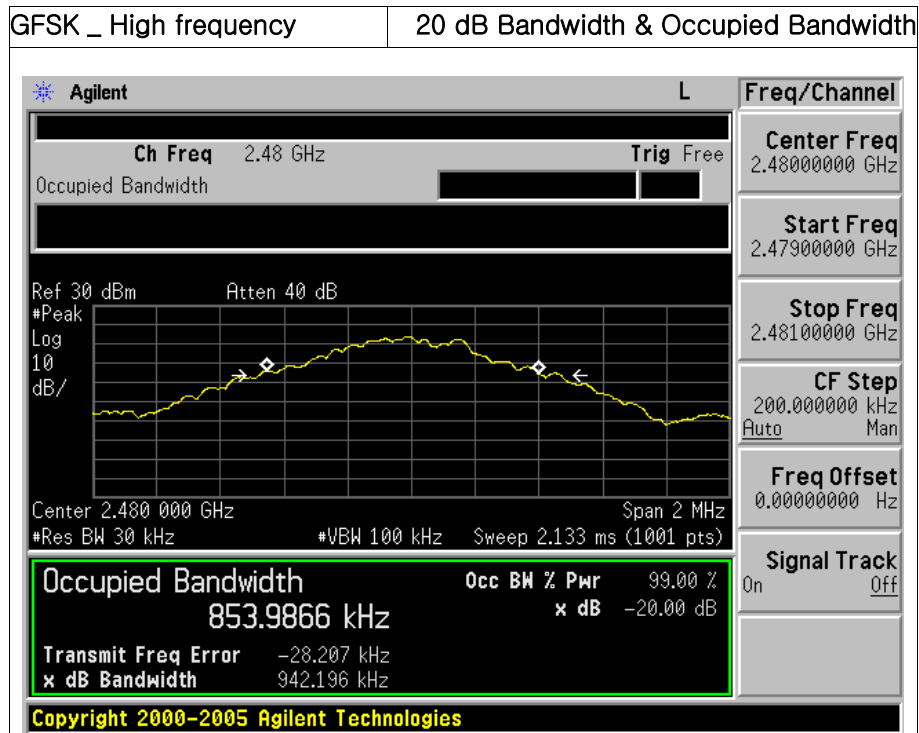 GFSK _ High frequency
20 dB Bandwidth & Occupied Bandwidth
Agilent
L
Freq/Channel
Ch Freq 2.48 GHz
Trig Free
Occupied Bandwidth
Center Freq
2.48000000 GHz
Start Freq
2.47900000 GHz
Stop Freq
2.48100000 GHz
CF Step
200.000000 kHz
Auto Man
Freq Offset
0.00000000 Hz
Signal Track
On Off
Ref 30 dBm
Atten 40 dB
#Peak
Log
10
dB/
Center 2.480 000 GHz
Span 2 MHz
#Res BW 30 kHz
#VBW 100 kHz
Sweep 2.133 ms (1001 pts)
Occupied Bandwidth
853.9866 kHz
Occ BW % Pwr 99.00 %
x dB -20.00 dB
Transmit Freq Error -28.207 kHz
x dB Bandwidth 942.196 kHz
Copyright 2000-2005 Agilent Technologies